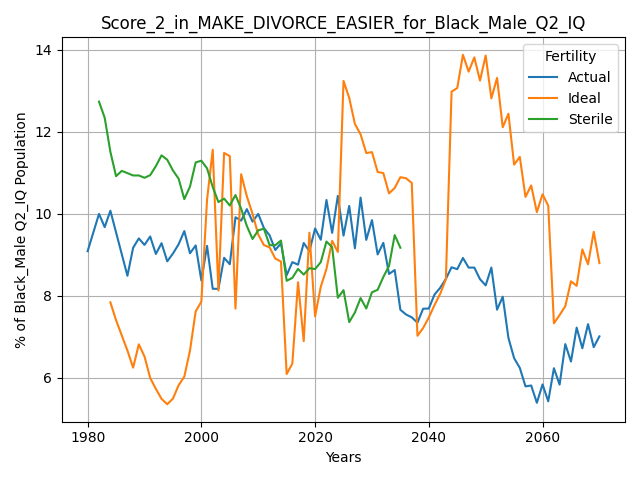 Score_2_in_MAKE_DIVORCE_EASIER_for_Black_Male_Q2_IQ
Fertility
Actual
Ideal
Sterile
% of Black_Male Q2_IQ Population
14
12
10
8
6
1980
2000
2020
2040
2060
Years